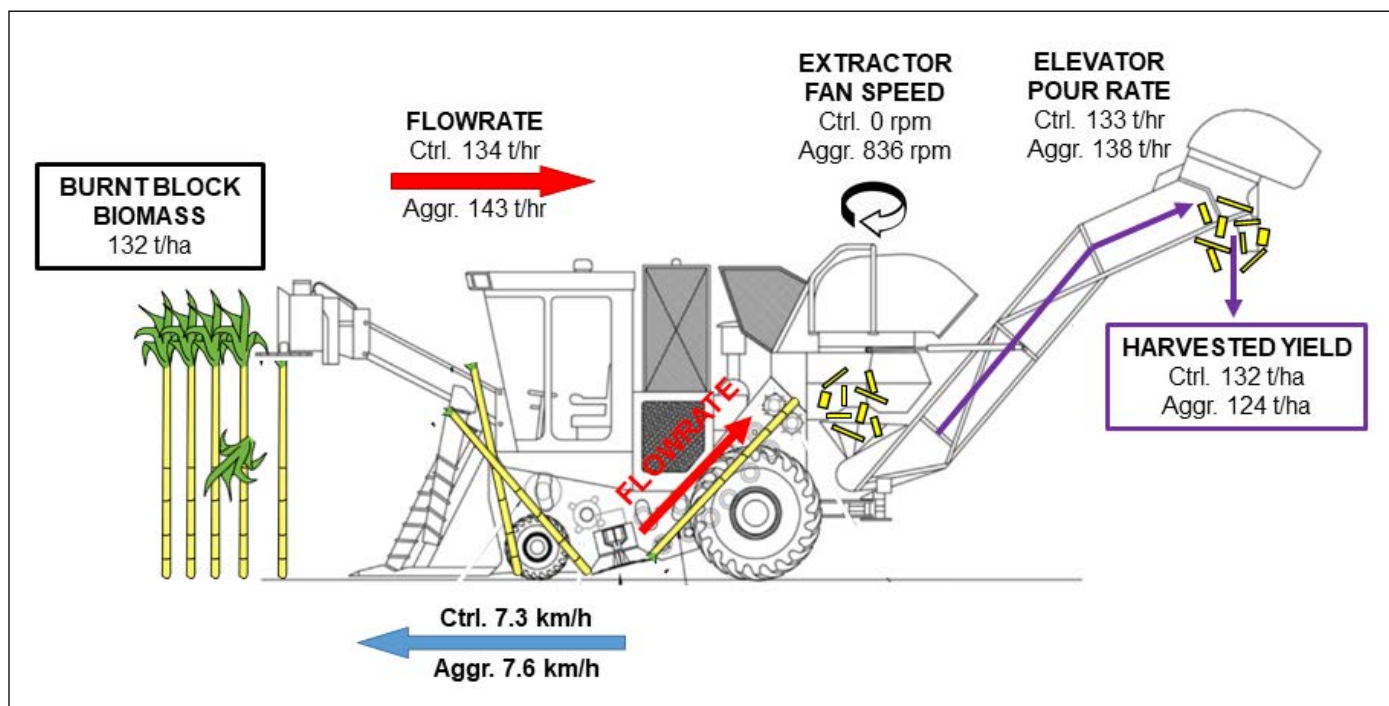 EXTRACTOR
FAN SPEED
Ctrl. 0 rpm
Aggr. 836 rpm
ELEVATOR
POUR RATE
Ctrl. 133 t/hr
Aggr. 138 t/hr
FLOWRATE
Ctrl. 134 t/hr
Aggr. 143 t/hr
BURNT BLOCK
BIOMASS
132 t/ha
HARVESTED YIELD
Ctrl. 132 t/ha
Aggr. 124 t/ha
FLOWRATE
Ctrl. 7.3 km/h
Aggr. 7.6 km/h